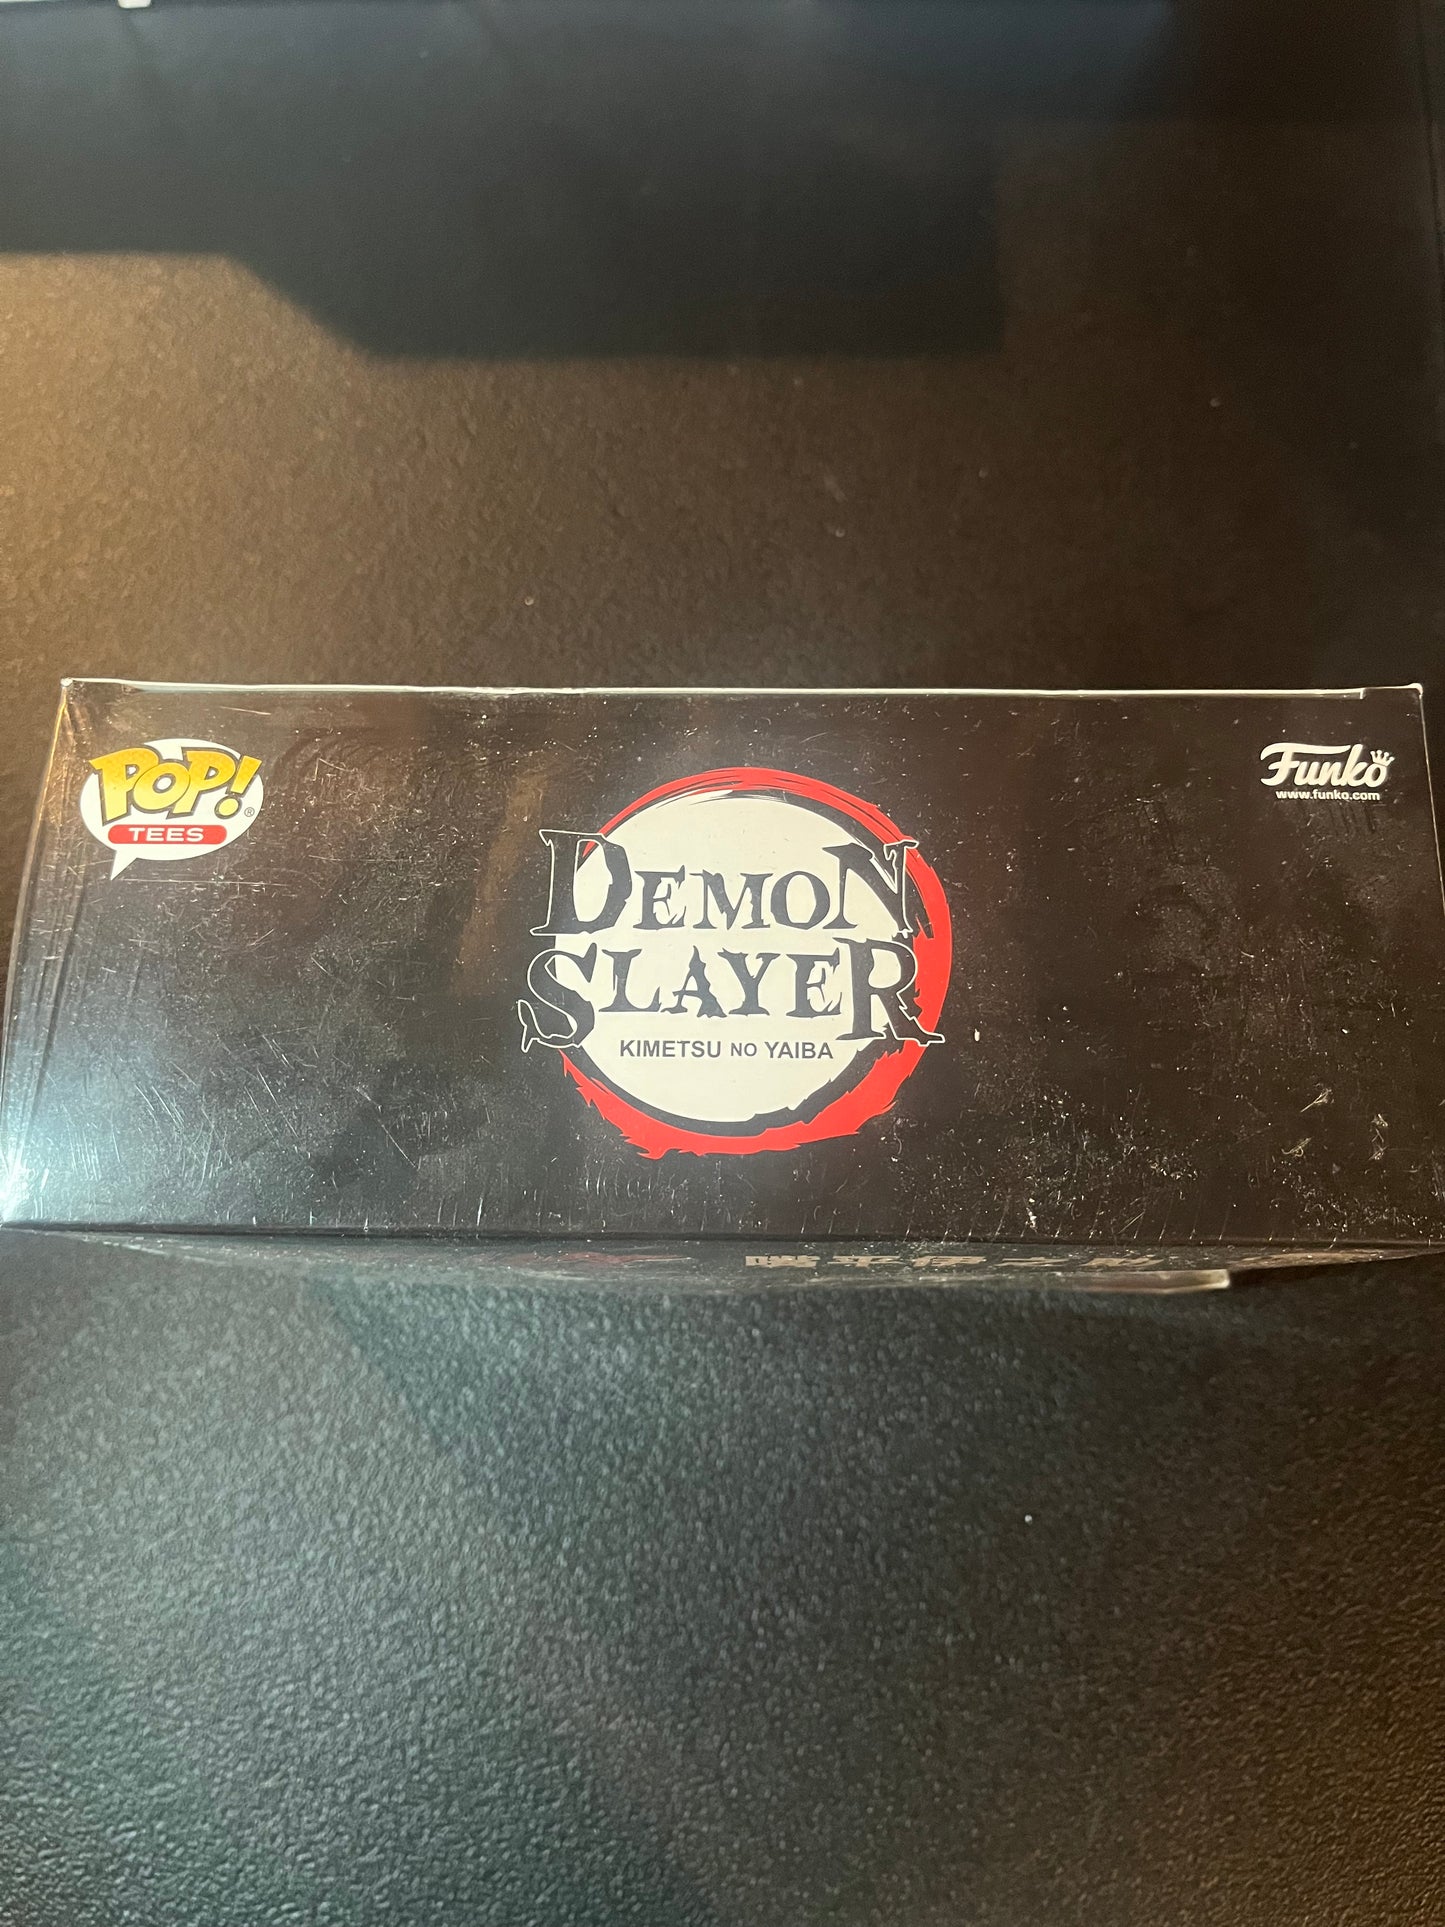 POP!®
TEES
Funko
www.funko.com
DEMON
SLAYER
KIMETSU NO YAIBA